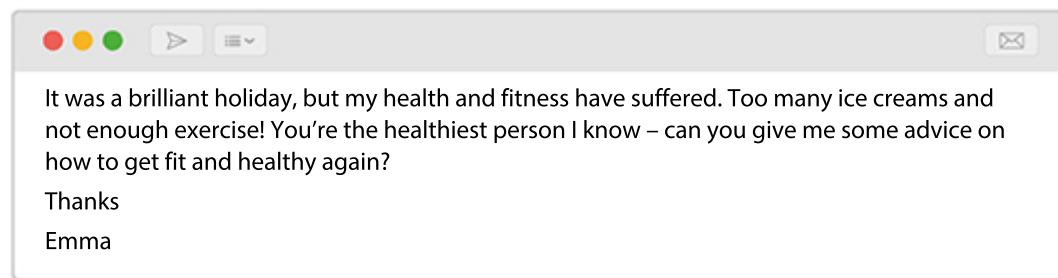 It was a brilliant holiday, but my health and fitness have suffered. Too many ice creams and
not enough exercise! You’re the healthiest person I know – can you give me some advice on
how to get fit and healthy again?
Thanks
Emma